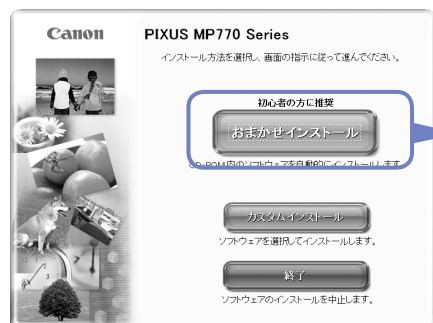 Canon
PIXUS MP770 Series
インストール方法を選択し、画面の指示に従って進んでください。
初心者の方に推奨
おまかせインストール
CD-ROM内のソフトウェアを自動的にインストールします
カスタムインストール
ソフトウェアを選択してインストールします。
終了
ソフトウェアのインストールを中止します。